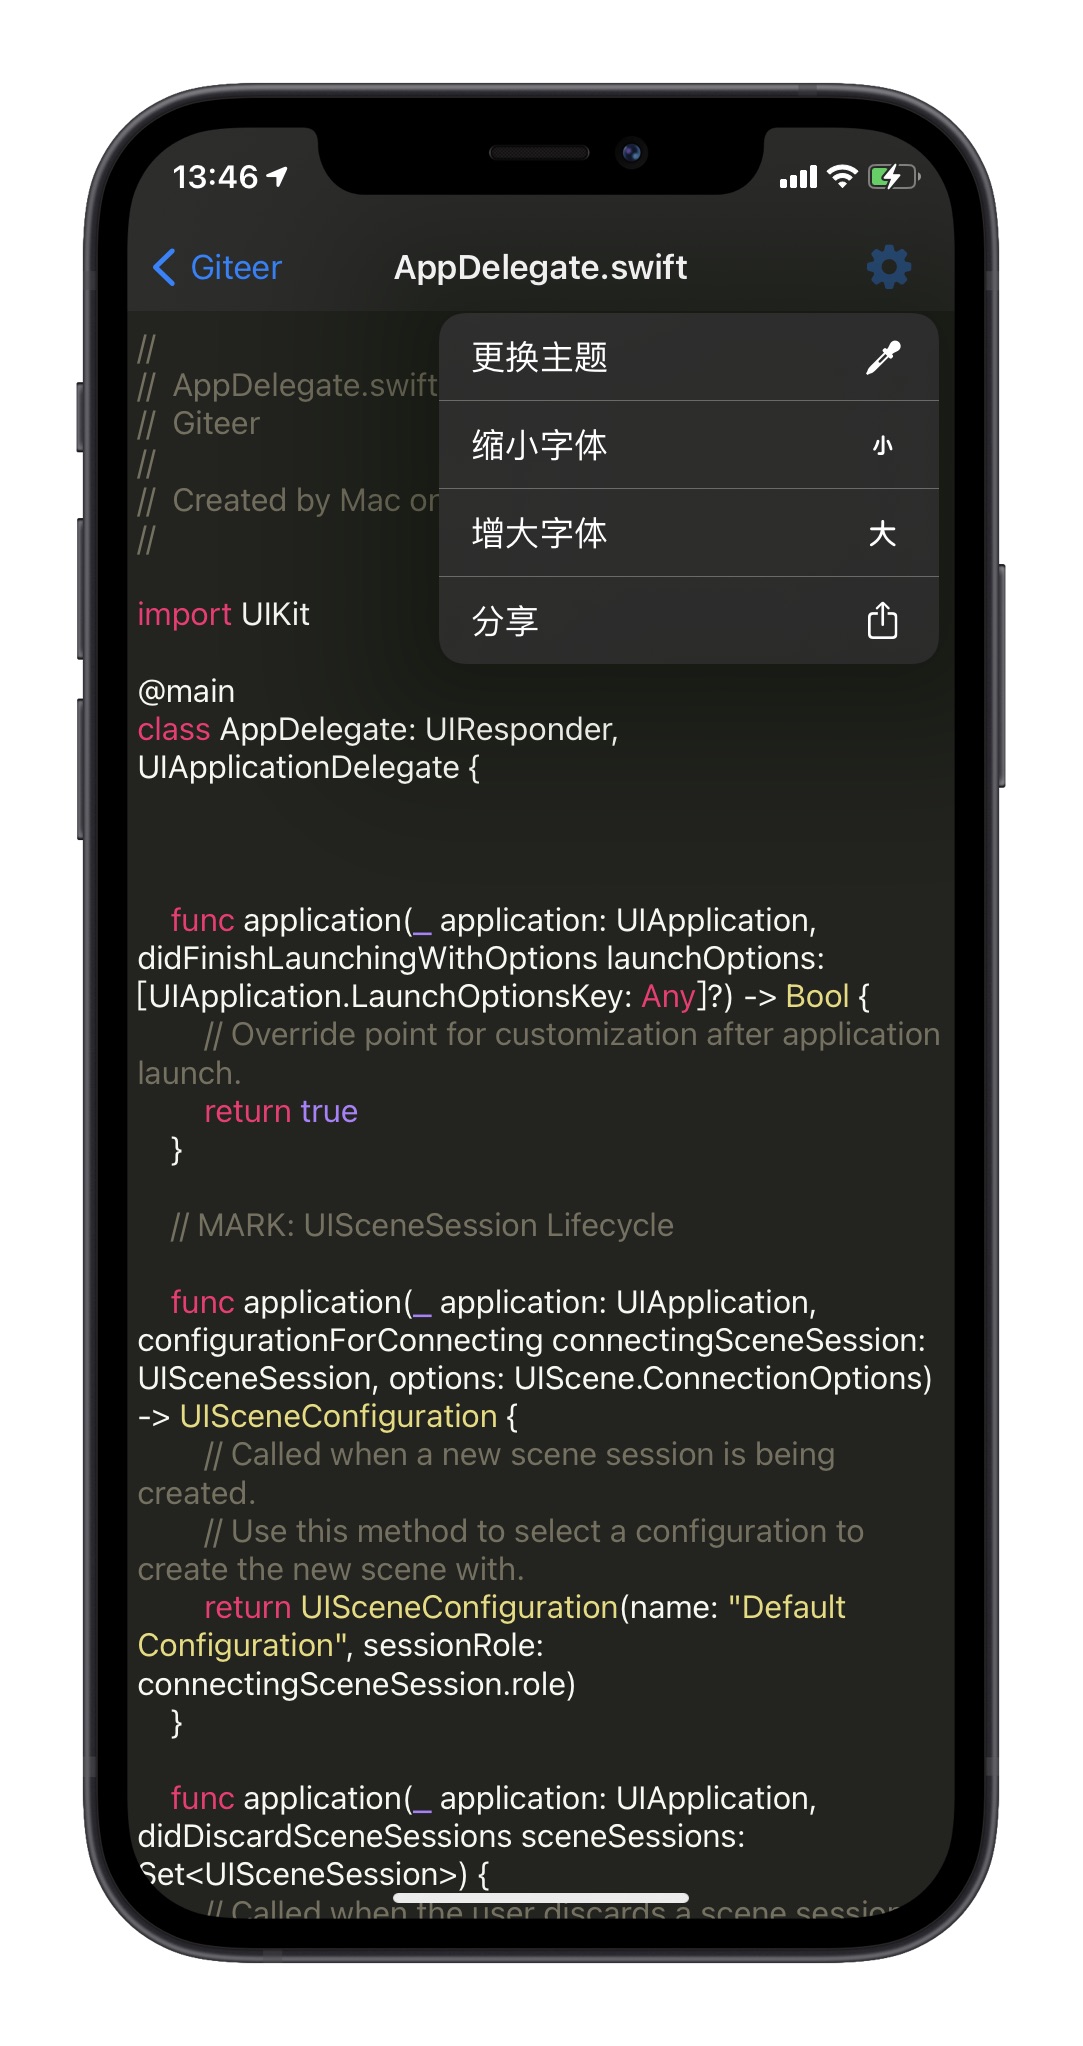 13:46
Giteer
AppDelegate.swift
更换主题
缩小字体
小
增大字体
大
分享
//
// AppDelegate.swift
// Giteer
//
// Created by Mac on
//
import UIKit
@main
class AppDelegate: UIResponder,
UIApplicationDelegate {
func application(_ application: UIApplication,
didFinishLaunchingWithOptions launchOptions:
[UIApplication.LaunchOptionsKey: Any]?) -> Bool {
// Override point for customization after application
launch.
return true
}
// MARK: UISceneSession Lifecycle
func application(_ application: UIApplication,
configurationForConnecting connectingSceneSession:
UISceneSession, options: UIScene.ConnectionOptions)
-> UISceneConfiguration {
// Called when a new scene session is being
created.
// Use this method to select a configuration to
create the new scene with.
return UISceneConfiguration(name: "Default
Configuration", sessionRole:
connectingSceneSession.role)
}
func application(_ application: UIApplication,
didDiscardSceneSessions sceneSessions:
Set<UISceneSession>) {
// Called when the user discards a scene session